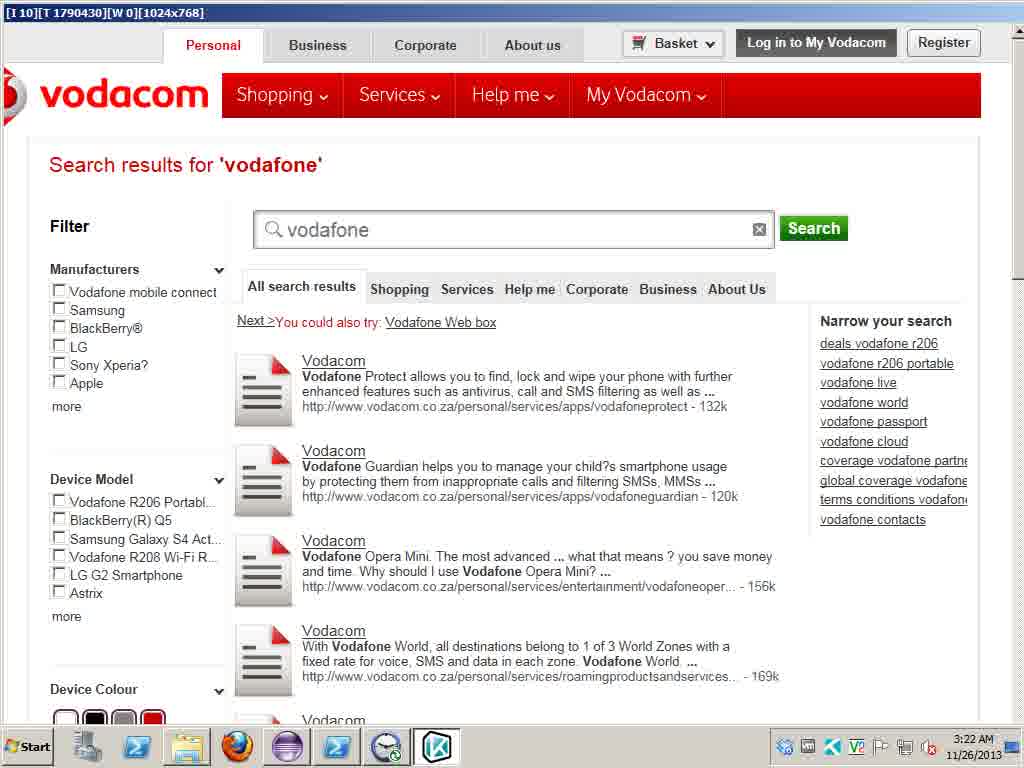 [I 10][T 1790430][W 0][1024x768]
Personal Business Corporate About us Basket Log in to My Vodacom Register
vodacom Shopping Services Help me My Vodacom
Search results for 'vodafone'
Filter
vodafone Search
Manufacturers
Vodafone mobile connect
Samsung
BlackBerry®
LG
Sony Xperia?
Apple
more
Device Model
Vodafone R206 Portabl...
BlackBerry(R) Q5
Samsung Galaxy S4 Act...
Vodafone R208 Wi-Fi R...
LG G2 Smartphone
Astrix
more
Device Colour
All search results Shopping Services Help me Corporate Business About Us
Next >You could also try: Vodafone Web box
Vodacom
Vodafone Protect allows you to find, lock and wipe your phone with further
enhanced features such as antivirus, call and SMS filtering as well as ...
http://www.vodacom.co.za/personal/services/apps/vodafoneprotect - 132k
Vodacom
Vodafone Guardian helps you to manage your child?s smartphone usage
by protecting them from inappropriate calls and filtering SMSs, MMSs ...
http://www.vodacom.co.za/personal/services/apps/vodafoneguardian - 120k
Vodacom
Vodafone Opera Mini. The most advanced ... what that means ? you save money
and time. Why should I use Vodafone Opera Mini? ...
http://www.vodacom.co.za/personal/services/entertainment/vodafoneoper... - 156k
Vodacom
With Vodafone World, all destinations belong to 1 of 3 World Zones with a
fixed rate for voice, SMS and data in each zone. Vodafone World. ...
http://www.vodacom.co.za/personal/services/roamingproductsandservices... - 169k
Vodacom
Narrow your search
deals vodafone r206
vodafone r206 portable
vodafone live
vodafone world
vodafone passport
vodafone cloud
coverage vodafone partne
global coverage vodafone
terms conditions vodafon
vodafone contacts
Start
3:22 AM
11/26/2013